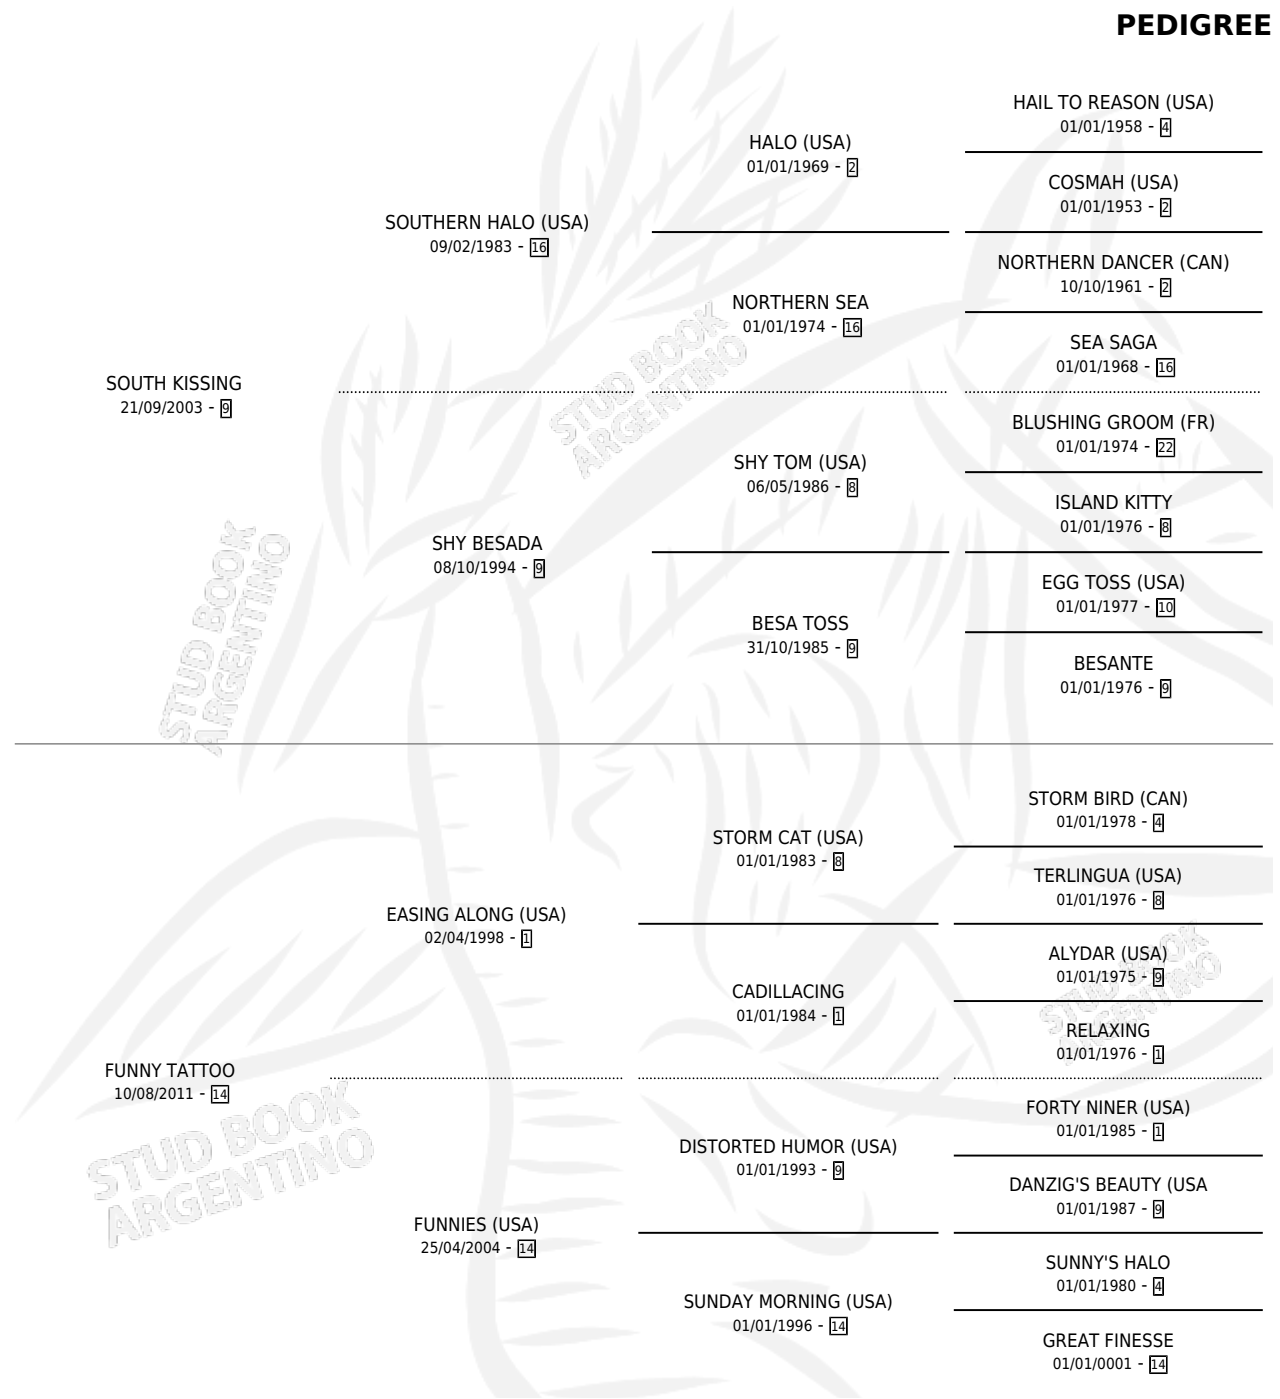 PEDIGREE
HAIL TO REASON (USA)
01/01/1958 - 4
HALO (USA)
01/01/1969 - 2
COSMAH (USA)
01/01/1953 - 2
SOUTHERN HALO (USA)
09/02/1983 - 16
NORTHERN DANCER (CAN)
10/10/1961 - 2
NORTHERN SEA
01/01/1974 - 16
SEA SAGA
01/01/1968 - 16
SOUTH KISSING
21/09/2003 - 9
STUD BOOK
ARGENTINO
BLUSHING GROOM (FR)
01/01/1974 - 22
SHY TOM (USA)
06/05/1986 - 8
ISLAND KITTY
01/01/1976 - 8
SHY BESADA
08/10/1994 - 9
EGG TOSS (USA)
01/01/1977 - 10
BESA TOSS
31/10/1985 - 9
BESANTE
01/01/1976 - 9
STUD BOOK
ARGENTINO
STORM BIRD (CAN)
01/01/1978 - 4
STORM CAT (USA)
01/01/1983 - 8
TERLINGUA (USA)
01/01/1976 - 8
EASING ALONG (USA)
02/04/1998 - 1
ALYDAR (USA)
01/01/1975 - 9
CADILLACING
01/01/1984 - 1
RELAXING
01/01/1976 - 1
STUD BOOK
ARGENTINO
FUNNY TATTOO
10/08/2011 - 14
FORTY NINER (USA)
01/01/1985 - 1
DISTORTED HUMOR (USA)
01/01/1993 - 9
DANZIG'S BEAUTY (USA
01/01/1987 - 9
STUD BOOK
ARGENTINO
FUNNIES (USA)
25/04/2004 - 14
SUNNY'S HALO
01/01/1980 - 4
SUNDAY MORNING (USA)
01/01/1996 - 14
GREAT FINESSE
01/01/0001 - 14